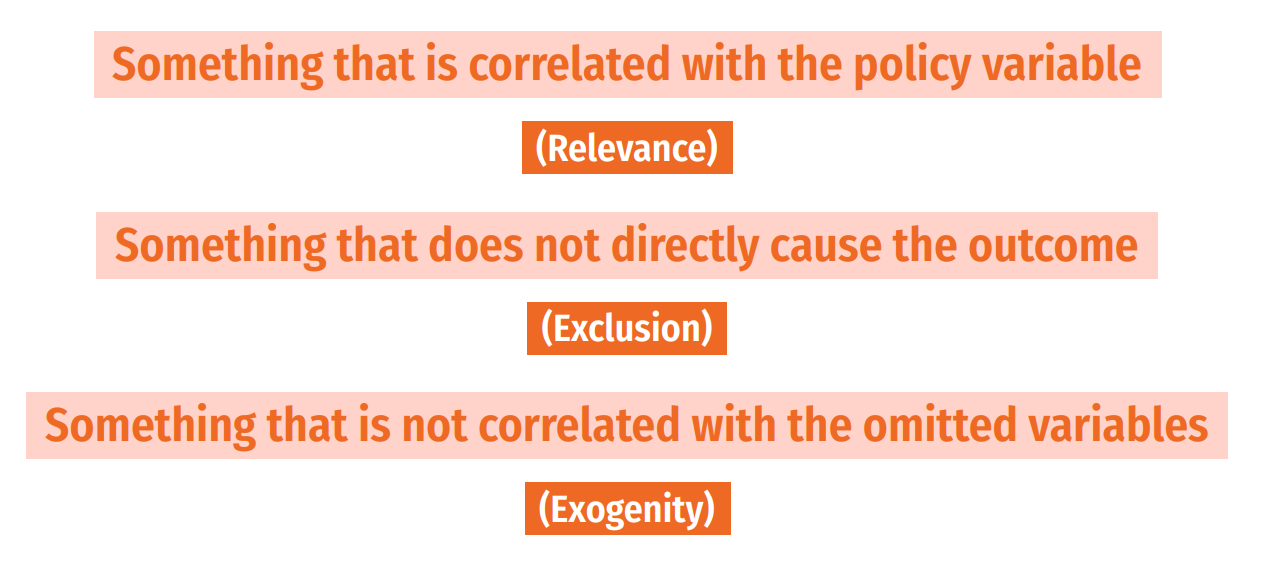 Something that is correlated with the policy variable
(Relevance)
Something that does not directly cause the outcome
(Exclusion)
Something that is not correlated with the omitted variables
(Exogenity)